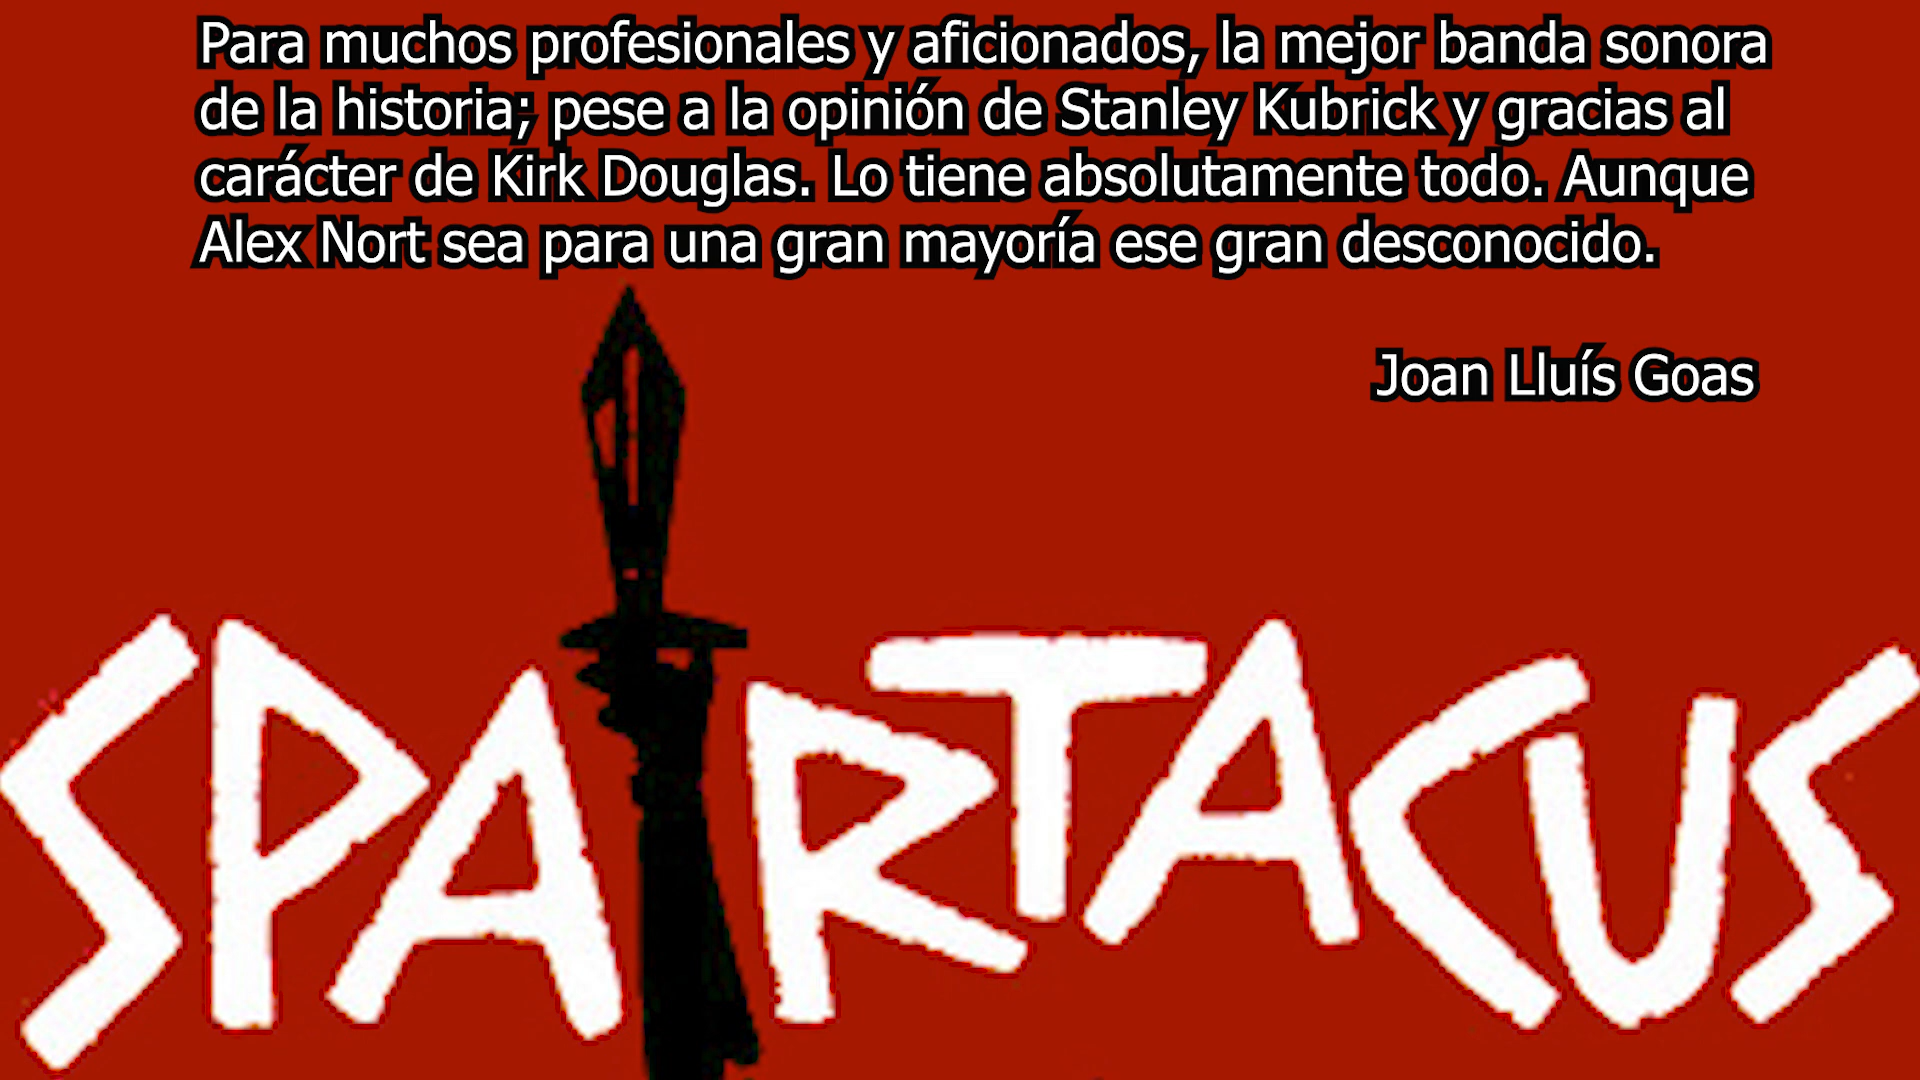 Para muchos profesionales y aficionados, la mejor banda sonora
de la historia; pese a la opinión de Stanley Kubrick y gracias al
carácter de Kirk Douglas. Lo tiene absolutamente todo. Aunque
Alex Nort sea para una gran mayoría ese gran desconocido.
Joan Lluís Goas
SPARTACUS